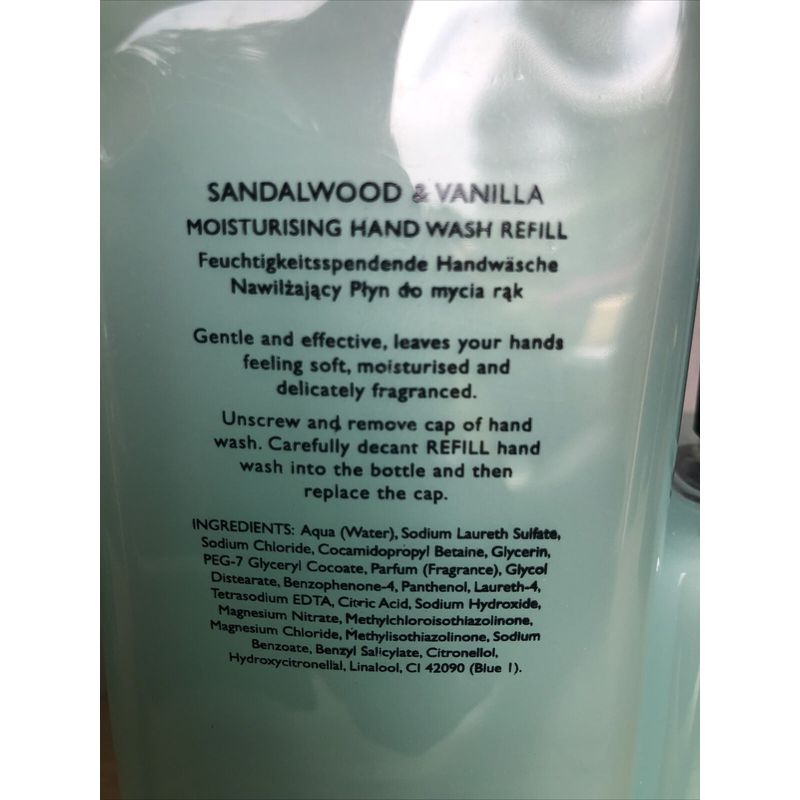 SANDALWOOD & VANILLA
MOISTURISING HAND WASH REFILL
Feuchtigkeitsspendende Handwäsche
Nawilżający Płyn do mycia rąk
Gentle and effective, leaves your hands
feeling soft, moisturised and
delicately fragranced.
Unscrew and remove cap of hand
wash. Carefully decant REFILL hand
wash into the bottle and then
replace the cap.
INGREDIENTS: Aqua (Water), Sodium Laureth Sulfate,
Sodium Chloride, Cocamidopropyl Betaine, Glycerin,
PEG-7 Glyceryl Cocoate, Parfum (Fragrance), Glycol
Distearate, Benzophenone-4, Panthenol, Laureth-4,
Tetrasodium EDTA, Citric Acid, Sodium Hydroxide,
Magnesium Nitrate, Methylchloroisothiazolinone,
Magnesium Chloride, Methylisothiazolinone, Sodium
Benzoate, Benzyl Salicylate, Citronellol,
Hydroxycitronellal, Linalool, CI 42090 (Blue 1).